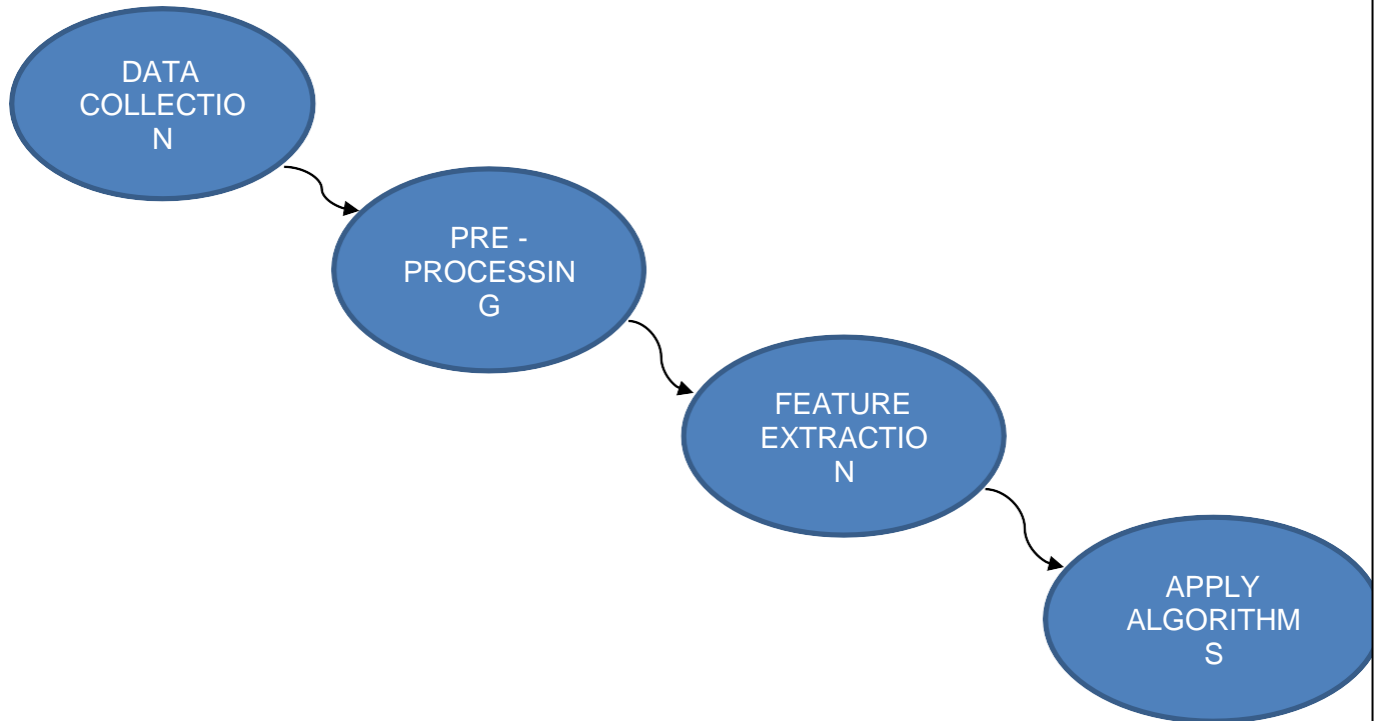 DATA
COLLECTIO
N
PRE -
PROCESSIN
G
FEATURE
EXTRACTIO
N
APPLY
ALGORITHM
S